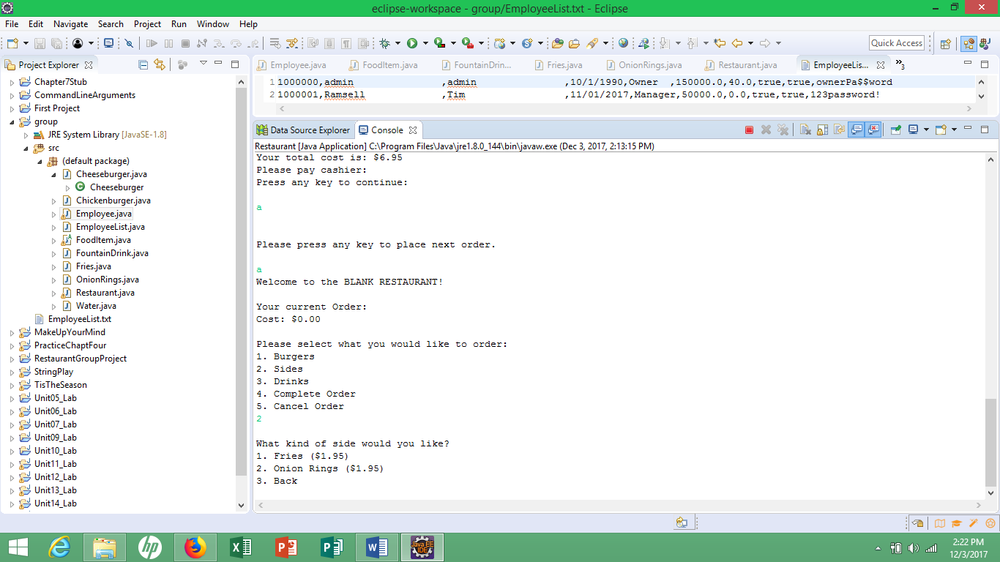 eclipse-workspace - group/EmployeeList.txt - Eclipse
File Edit Navigate Search Project Run Window Help
Quick Access
Project Explorer
Employee.java FoodItem.java FountainDrin... Fries.java OnionRings.java Restaurant.java EmployeeLis... »3
1 1000000,admin ,admin ,10/1/1990,Owner ,150000.0,40.0,true,true,ownerPa$$word
2 1000001,Ramsell ,Tim ,11/01/2017,Manager,50000.0,0.0,true,true,123password!
Chapter7Stub
CommandLineArguments
First Project
group
JRE System Library [JavaSE-1.8]
src
(default package)
Cheeseburger.java
Cheeseburger
Chickenburger.java
Employee.java
EmployeeList.java
FoodItem.java
FountainDrink.java
Fries.java
OnionRings.java
Restaurant.java
Water.java
EmployeeList.txt
MakeUpYourMind
PracticeChaptFour
RestaurantGroupProject
StringPlay
TisTheSeason
Unit05_Lab
Unit06_Lab
Unit07_Lab
Unit09_Lab
Unit10_Lab
Unit11_Lab
Unit12_Lab
Unit13_Lab
Unit14_Lab
Data Source Explorer Console
Restaurant [Java Application] C:\Program Files\Java\jre1.8.0_144\bin\javaw.exe (Dec 3, 2017, 2:13:15 PM)
Your total cost is: $6.95
Please pay cashier:
Press any key to continue:
a
Please press any key to place next order.
a
Welcome to the BLANK RESTAURANT!
Your current Order:
Cost: $0.00
Please select what you would like to order:
1. Burgers
2. Sides
3. Drinks
4. Complete Order
5. Cancel Order
2
What kind of side would you like?
1. Fries ($1.95)
2. Onion Rings ($1.95)
3. Back
hp
Java EE
IDE
2:22 PM
12/3/2017